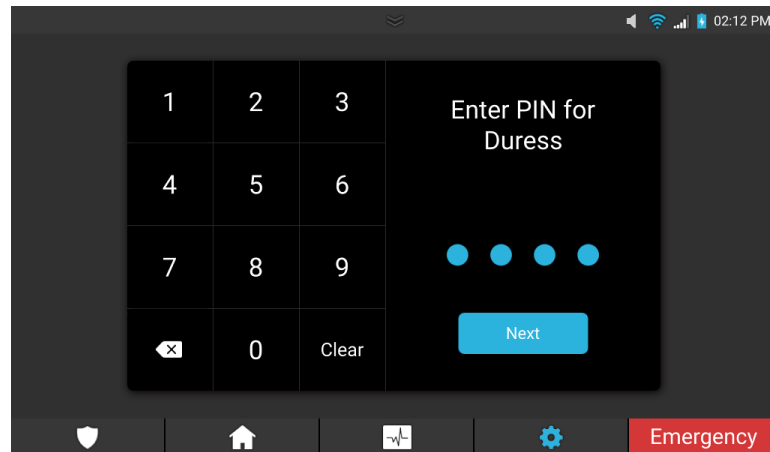 02:12 PM
1 2 3
Enter PIN for
Duress
4 5 6
7 8 9
0 Clear
Next
Emergency